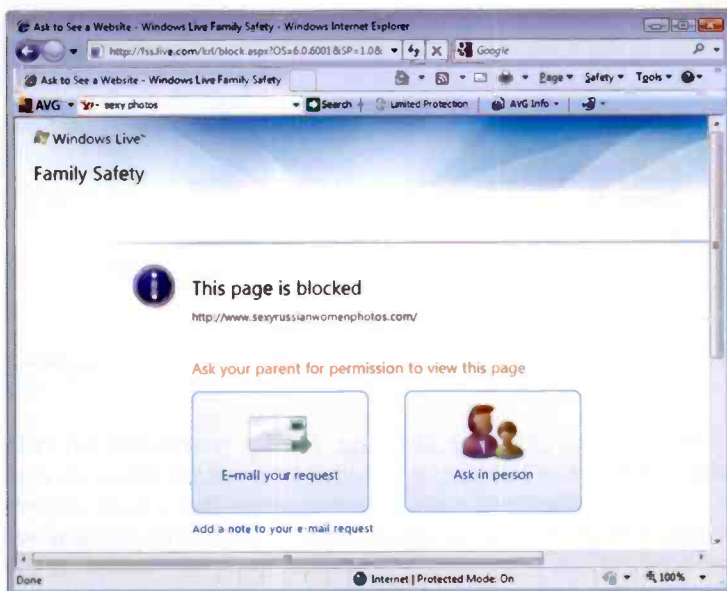 Ask to See a Website - Windows Live Family Safety - Windows Internet Explorer
http://fss.live.com/krl/block.aspx?OS=6.0.6001&SP=1.0&
Google
Ask to See a Website - Windows Live Family Safety
Page Safety Tools
AVG sexy photos Search Limited Protection AVG Info
Windows Live
Family Safety
This page is blocked
http://www.sexyrussianwomenphotos.com/
Ask your parent for permission to view this page
E-mail your request Ask in person
Add a note to your e-mail request
Done Internet | Protected Mode: On 100%